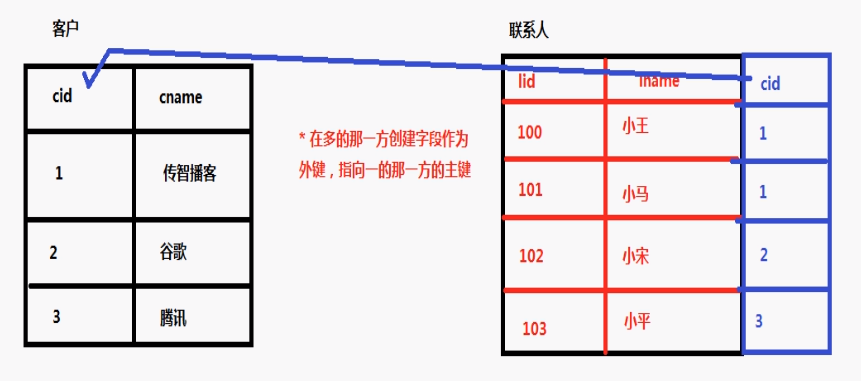 客户
cid cname
1 传智播客
2 谷歌
3 腾讯
* 在多的那一方创建字段作为
外键，指向一的那一方的主键
联系人
lid lname cid
100 小王 1
101 小马 1
102 小宋 2
103 小平 3